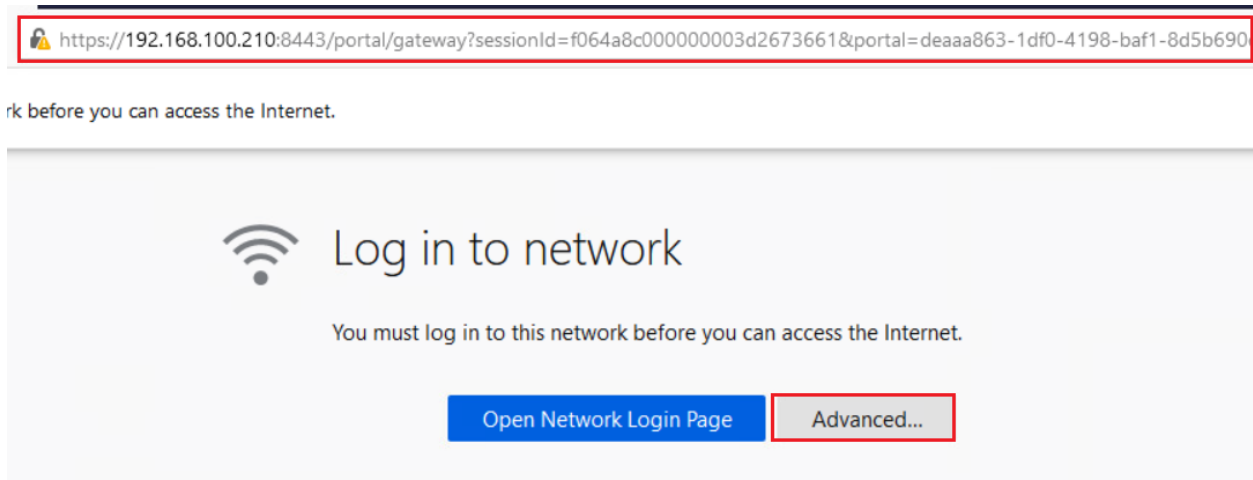 https://192.168.100.210:8443/portal/gateway?sessionId=f064a8c000000003d2673661&portal=deaaa863-1df0-4198-baf1-8d5b690
rk before you can access the Internet.
Log in to network
You must log in to this network before you can access the Internet.
Open Network Login Page
Advanced...